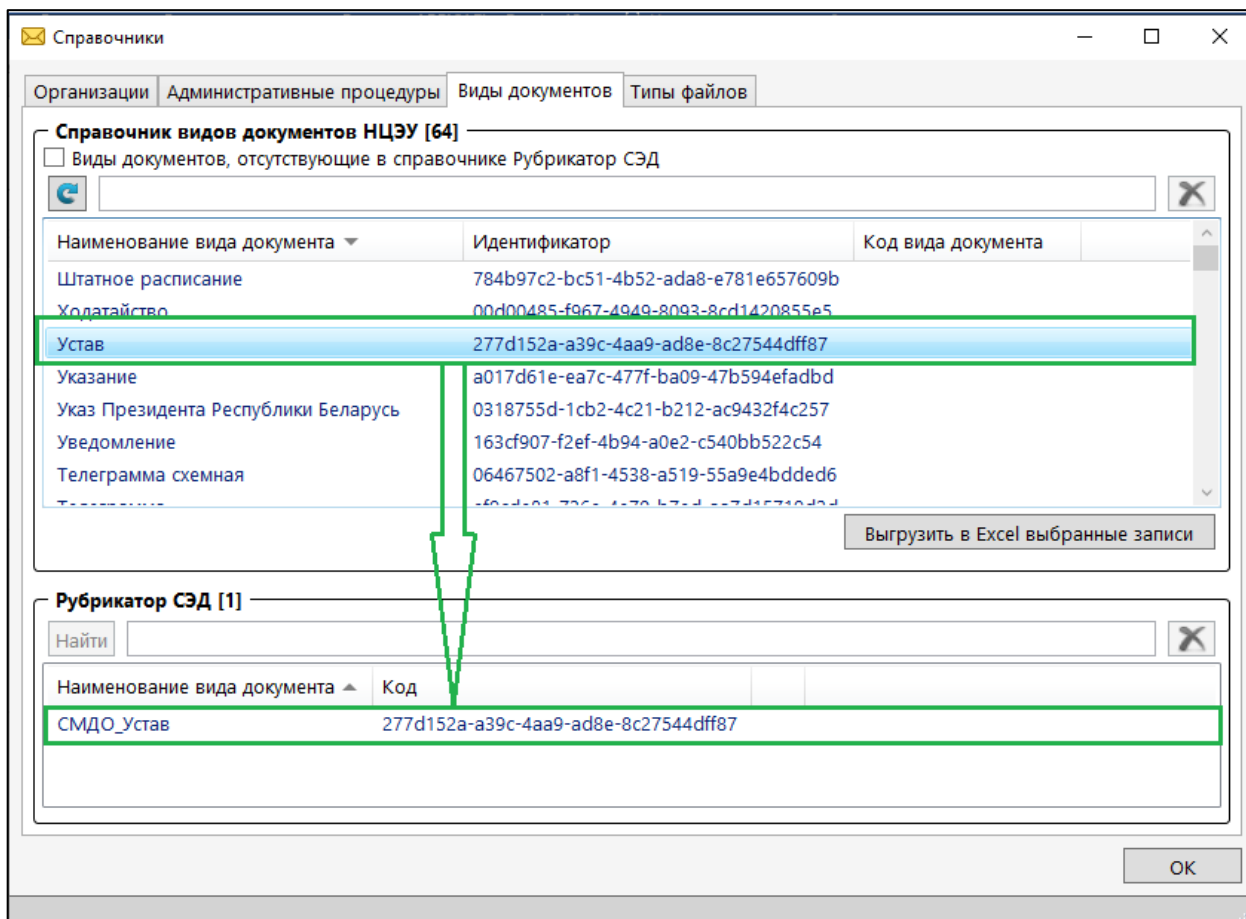 Справочники
Организации Административные процедуры Виды документов Типы файлов
Справочник видов документов НЦЭУ [64]
Виды документов, отсутствующие в справочнике Рубрикатор СЭД
Наименование вида документа Идентификатор Код вида документа
Штатное расписание 784b97c2-bc51-4b52-ada8-e781e657609b
Ходатайство 00d00485-f967-4949-8093-8cd1420855e5
Устав 277d152a-a39c-4aa9-ad8e-8c27544dff87
Указание a017d61e-ea7c-477f-ba09-47b594efadbd
Указ Президента Республики Беларусь 0318755d-1cb2-4c21-b212-ac9432f4c257
Уведомление 163cf907-f2ef-4b94-a0e2-c540bb522c54
Телеграмма схемная 06467502-a8f1-4538-a519-55a9e4bdded6
Телеграмма
Выгрузить в Excel выбранные записи
Рубрикатор СЭД [1]
Найти
Наименование вида документа Код
СМДО_Устав 277d152a-a39c-4aa9-ad8e-8c27544dff87
ОК